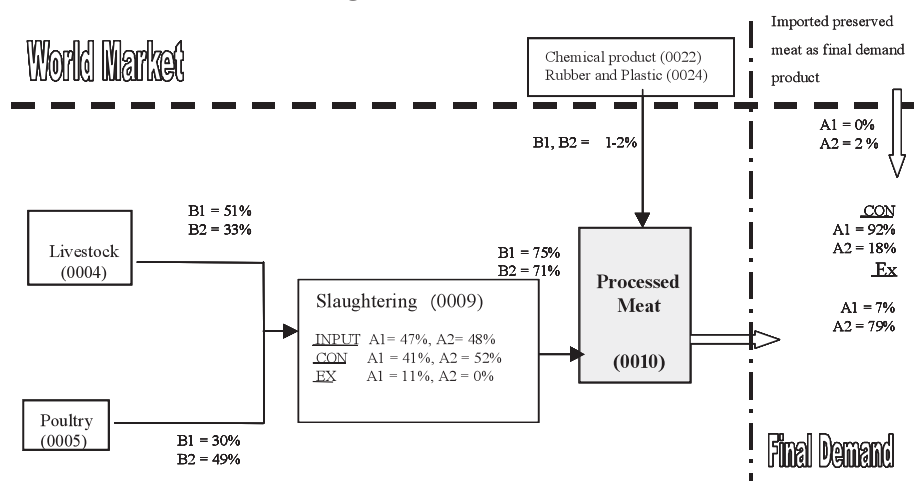 World Market
Chemical product (0022)
Rubber and Plastic (0024)
Imported preserved
meat as final demand
product
B1, B2 = 1-2%
A1 = 0%
A2 = 2 %
Livestock
(0004)
B1 = 51%
B2 = 33%
Slaughtering (0009)
INPUT A1= 47%, A2= 48%
CON A1 = 41%, A2 = 52%
EX A1 = 11%, A2 = 0%
B1 = 75%
B2 = 71%
Processed
Meat
(0010)
CON
A1 = 92%
A2 = 18%
Ex
A1 = 7%
A2 = 79%
Poultry
(0005)
B1 = 30%
B2 = 49%
Final Demand